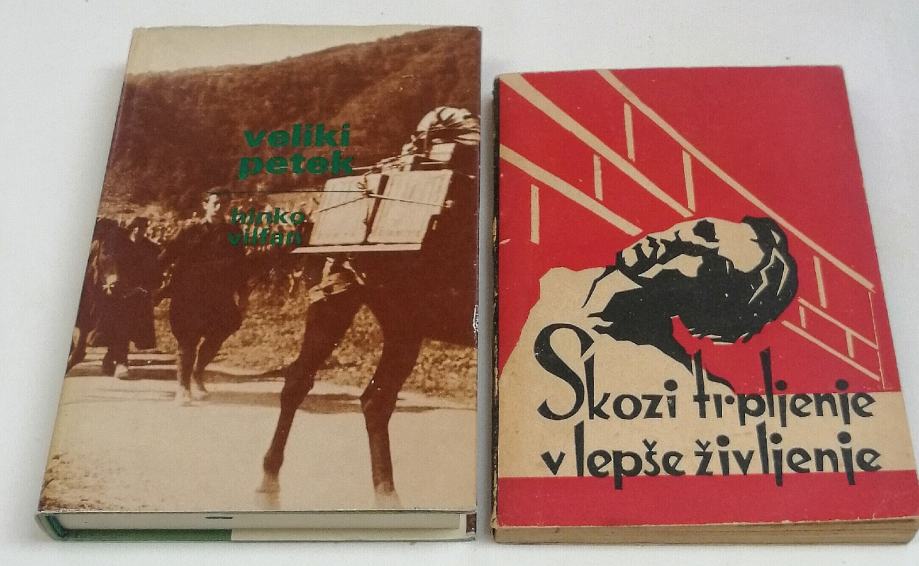 veliki
petek
hinko
vilfan
Skozi trpljenje
v lepše življenje